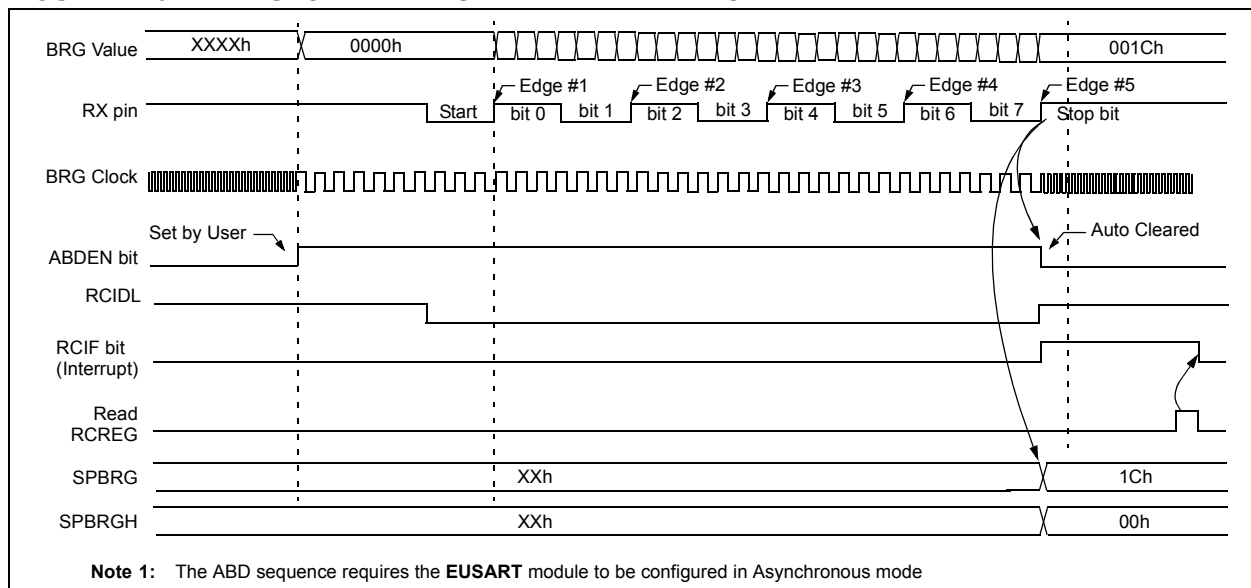 BRG Value XXXXh 0000h 001Ch
Edge #1 Edge #2 Edge #3 Edge #4 Edge #5
RX pin Start bit 0 bit 1 bit 2 bit 3 bit 4 bit 5 bit 6 bit 7 Stop bit
BRG Clock
Set by User Auto Cleared
ABDEN bit
RCIDL
RCIF bit
(Interrupt)
Read
RCREG
SPBRG XXh 1Ch
SPBRGH XXh 00h
Note 1: The ABD sequence requires the EUSART module to be configured in Asynchronous mode